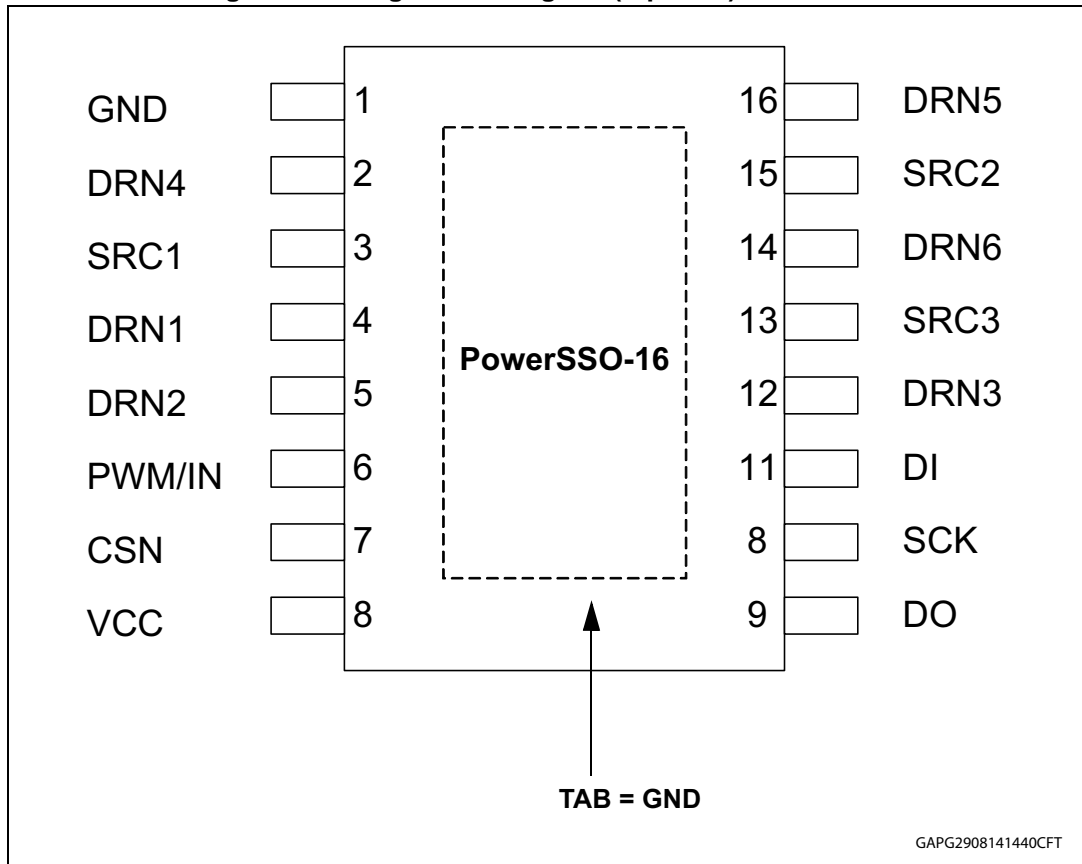 GND 1 16 DRN5
DRN4 2 15 SRC2
SRC1 3 14 DRN6
DRN1 4 13 SRC3
PowerSSO-16
DRN2 5 12 DRN3
PWM/IN 6 11 DI
CSN 7 8 SCK
VCC 8 9 DO
TAB = GND
GAPG2908141440CFT